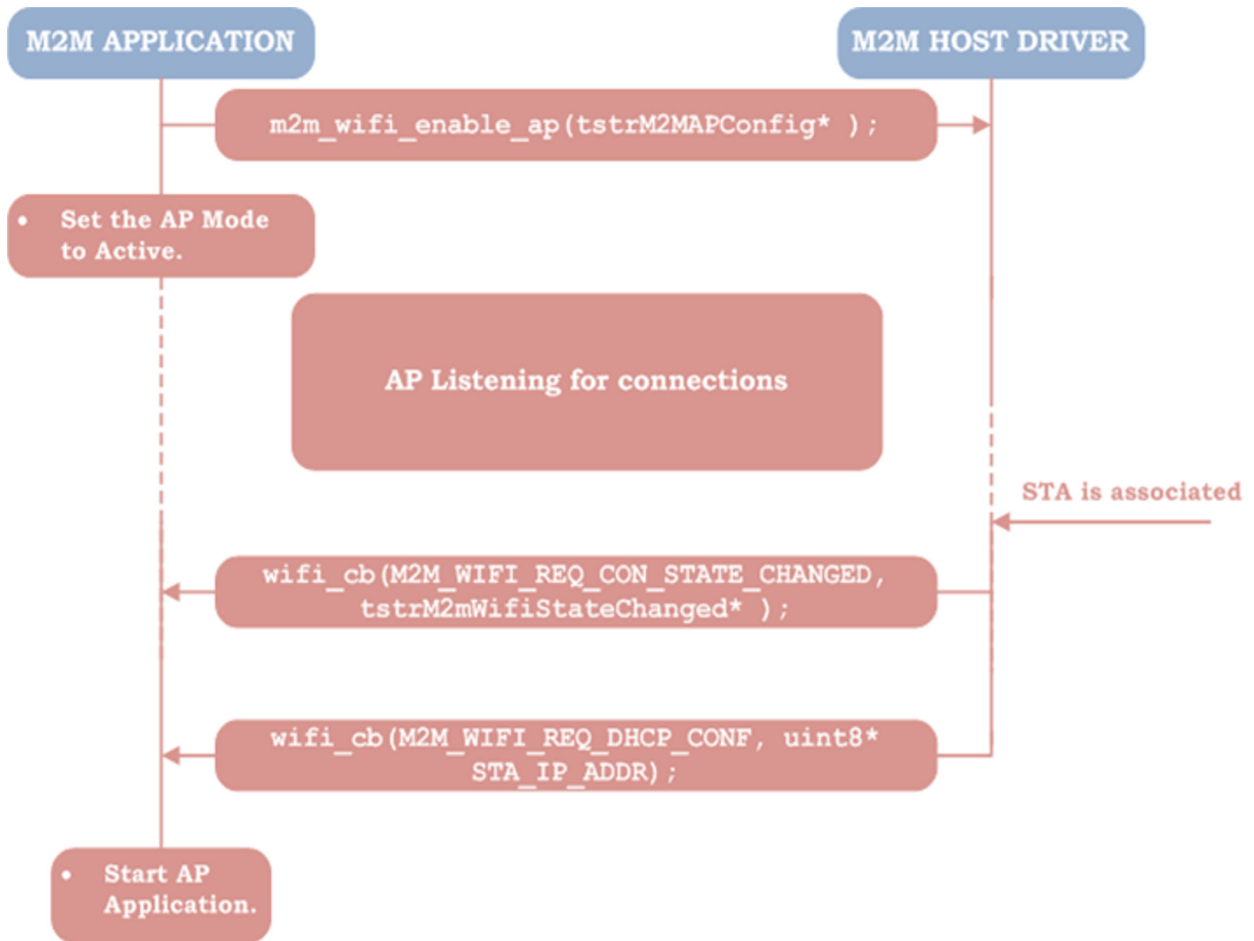 M2M APPLICATION
M2M HOST DRIVER
m2m_wifi_enable_ap(tstrM2MAPConfig* );
• Set the AP Mode
to Active.
AP Listening for connections
STA is associated
wifi_cb(M2M_WIFI_REQ_CON_STATE_CHANGED,
tstrM2mWifiStateChanged* );
wifi_cb(M2M_WIFI_REQ_DHCP_CONF, uint8*
STA_IP_ADDR);
• Start AP
Application.